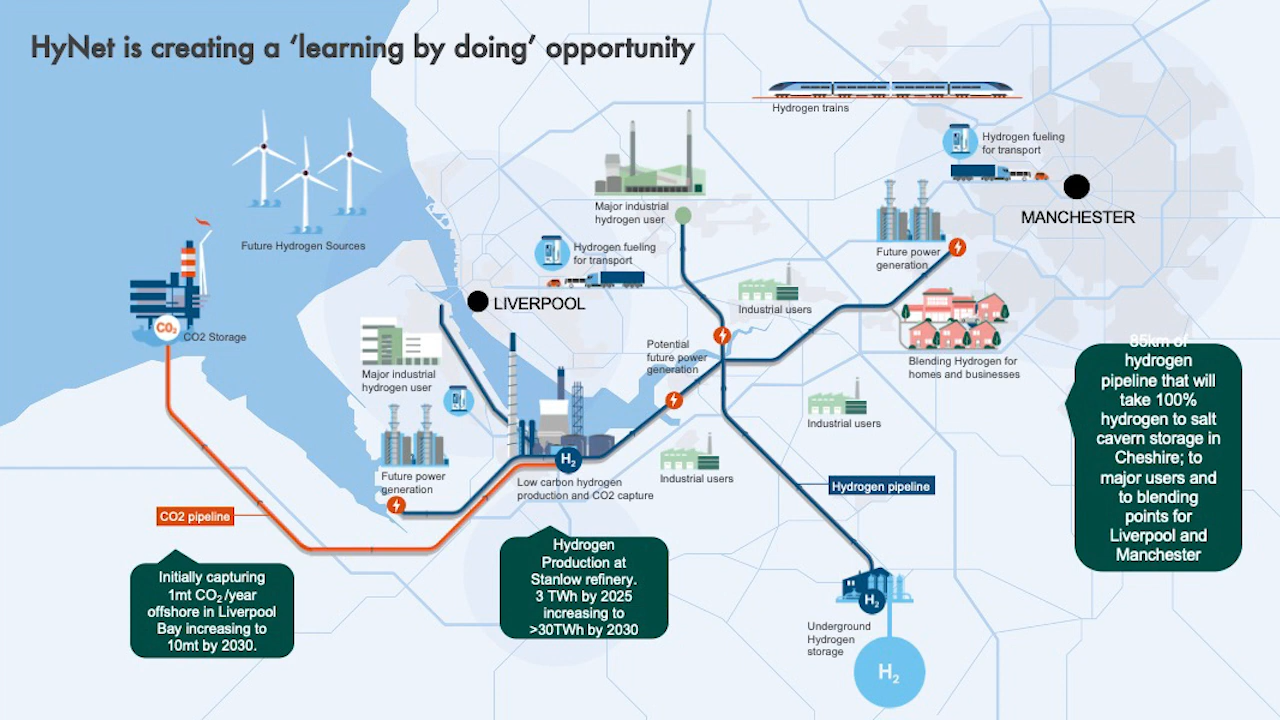 HyNet is creating a ‘learning by doing’ opportunity
Hydrogen trains
Hydrogen fueling
for transport
MANCHESTER
Major industrial
hydrogen user
Future Hydrogen Sources
Hydrogen fueling
for transport
Future power
generation
LIVERPOOL
Industrial users
CO2
CO2 Storage
Potential
future power
generation
Blending Hydrogen for
homes and businesses
Major industrial
hydrogen user
85km of
hydrogen
pipeline that will
take 100%
hydrogen to salt
cavern storage in
Cheshire; to
major users and
to blending
points for
Liverpool and
Manchester
Industrial users
H2
Future power
generation
Low carbon hydrogen
production and CO2 capture
Industrial users
Hydrogen pipeline
CO2 pipeline
Initially capturing
1mt CO2 /year
offshore in Liverpool
Bay increasing to
10mt by 2030.
Hydrogen
Production at
Stanlow refinery.
3 TWh by 2025
increasing to
>30TWh by 2030
H2
Underground
Hydrogen
storage
H2